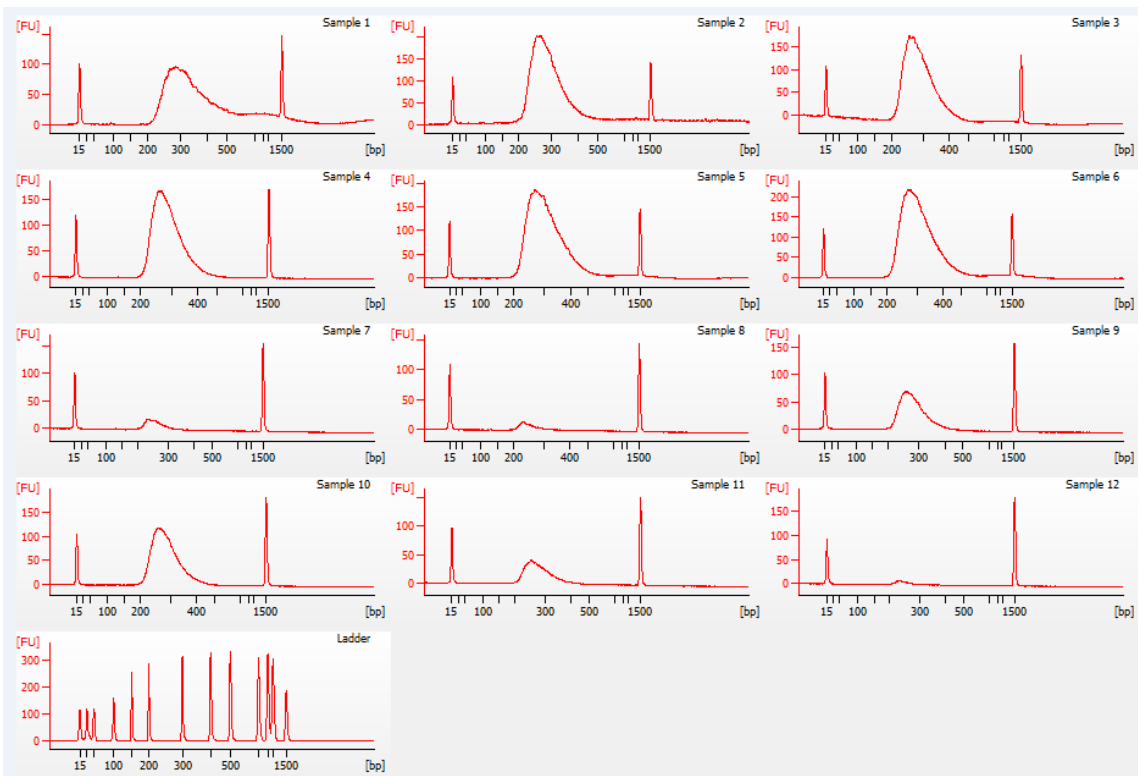 [FU] Sample 1
100
50
0
15 100 200 300 500 1500 [bp]
[FU] Sample 2
150
100
50
0
15 100 200 300 500 1500 [bp]
[FU] Sample 3
150
100
50
0
15 100 200 400 1500 [bp]
[FU] Sample 4
150
100
50
0
15 100 200 400 1500 [bp]
[FU] Sample 5
150
100
50
0
15 100 200 400 1500 [bp]
[FU] Sample 6
200
150
100
50
0
15 100 200 400 1500 [bp]
[FU] Sample 7
100
50
0
15 100 300 500 1500 [bp]
[FU] Sample 8
100
50
0
15 100 200 400 1500 [bp]
[FU] Sample 9
150
100
50
0
15 100 300 500 1500 [bp]
[FU] Sample 10
150
100
50
0
15 100 200 400 1500 [bp]
[FU] Sample 11
100
50
0
15 100 300 500 1500 [bp]
[FU] Sample 12
150
100
50
0
15 100 300 500 1500 [bp]
[FU] Ladder
300
200
100
0
15 100 200 300 500 1500 [bp]